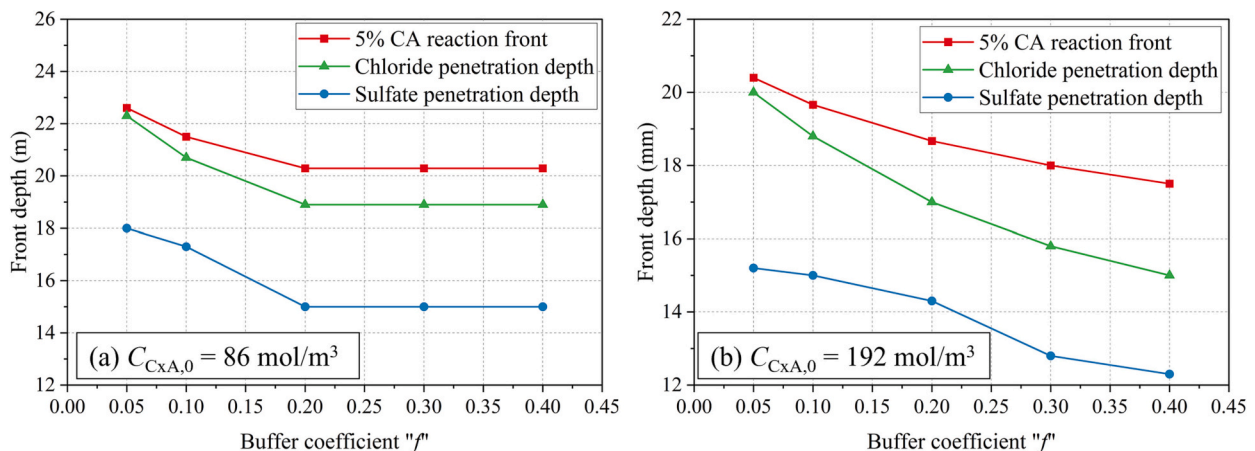 26
24
22
20
18
16
14
12
0.00 0.05 0.10 0.15 0.20 0.25 0.30 0.35 0.40 0.45
Front depth (m)
Buffer coefficient "f"
5% CA reaction front
Chloride penetration depth
Sulfate penetration depth
(a) C_CxA,0 = 86 mol/m³
22
20
18
16
14
12
0.00 0.05 0.10 0.15 0.20 0.25 0.30 0.35 0.40 0.45
Front depth (mm)
Buffer coefficient "f"
5% CA reaction front
Chloride penetration depth
Sulfate penetration depth
(b) C_CxA,0 = 192 mol/m³